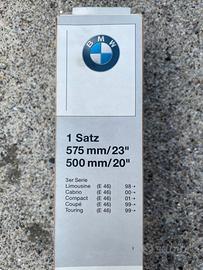 BMW
1 Satz
575 mm/23"
500 mm/20"
3er Serie
Limousine (E 46) 98→
Cabrio (E 46) 00→
Compact (E 46) 01→
Coupé (E 46) 99→
Touring (E 46) 99→
1